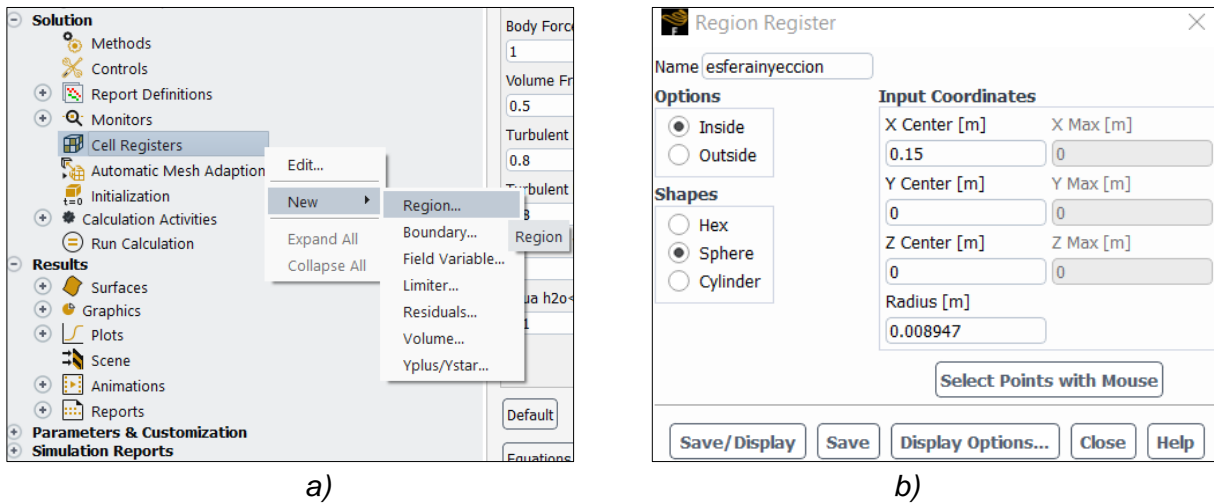 Solution
Methods
Controls
Report Definitions
Monitors
Cell Registers
Automatic Mesh Adaption
Initialization
Calculation Activities
Run Calculation
Results
Surfaces
Graphics
Plots
Scene
Animations
Reports
Parameters & Customization
Simulation Reports
Edit...
New
Expand All
Collapse All
Region...
Boundary...
Field Variable...
Limiter...
Residuals...
Volume...
Yplus/Ystar...
Region
Body Forc
1
Volume Fr
0.5
Turbulent
0.8
Turbulent
ua h2o<
Default
Equations
a)
Region Register
Name esferainyeccion
Options
Inside
Outside
Shapes
Hex
Sphere
Cylinder
Input Coordinates
X Center [m] X Max [m]
0.15 0
Y Center [m] Y Max [m]
0 0
Z Center [m] Z Max [m]
0 0
Radius [m]
0.008947
Select Points with Mouse
Save/Display Save Display Options... Close Help
b)